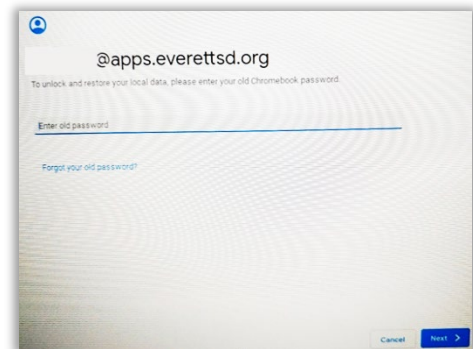 @apps.everettsd.org
To unlock and restore your local data, please enter your old Chromebook password.
Enter old password
Forgot your old password?
Cancel
Next